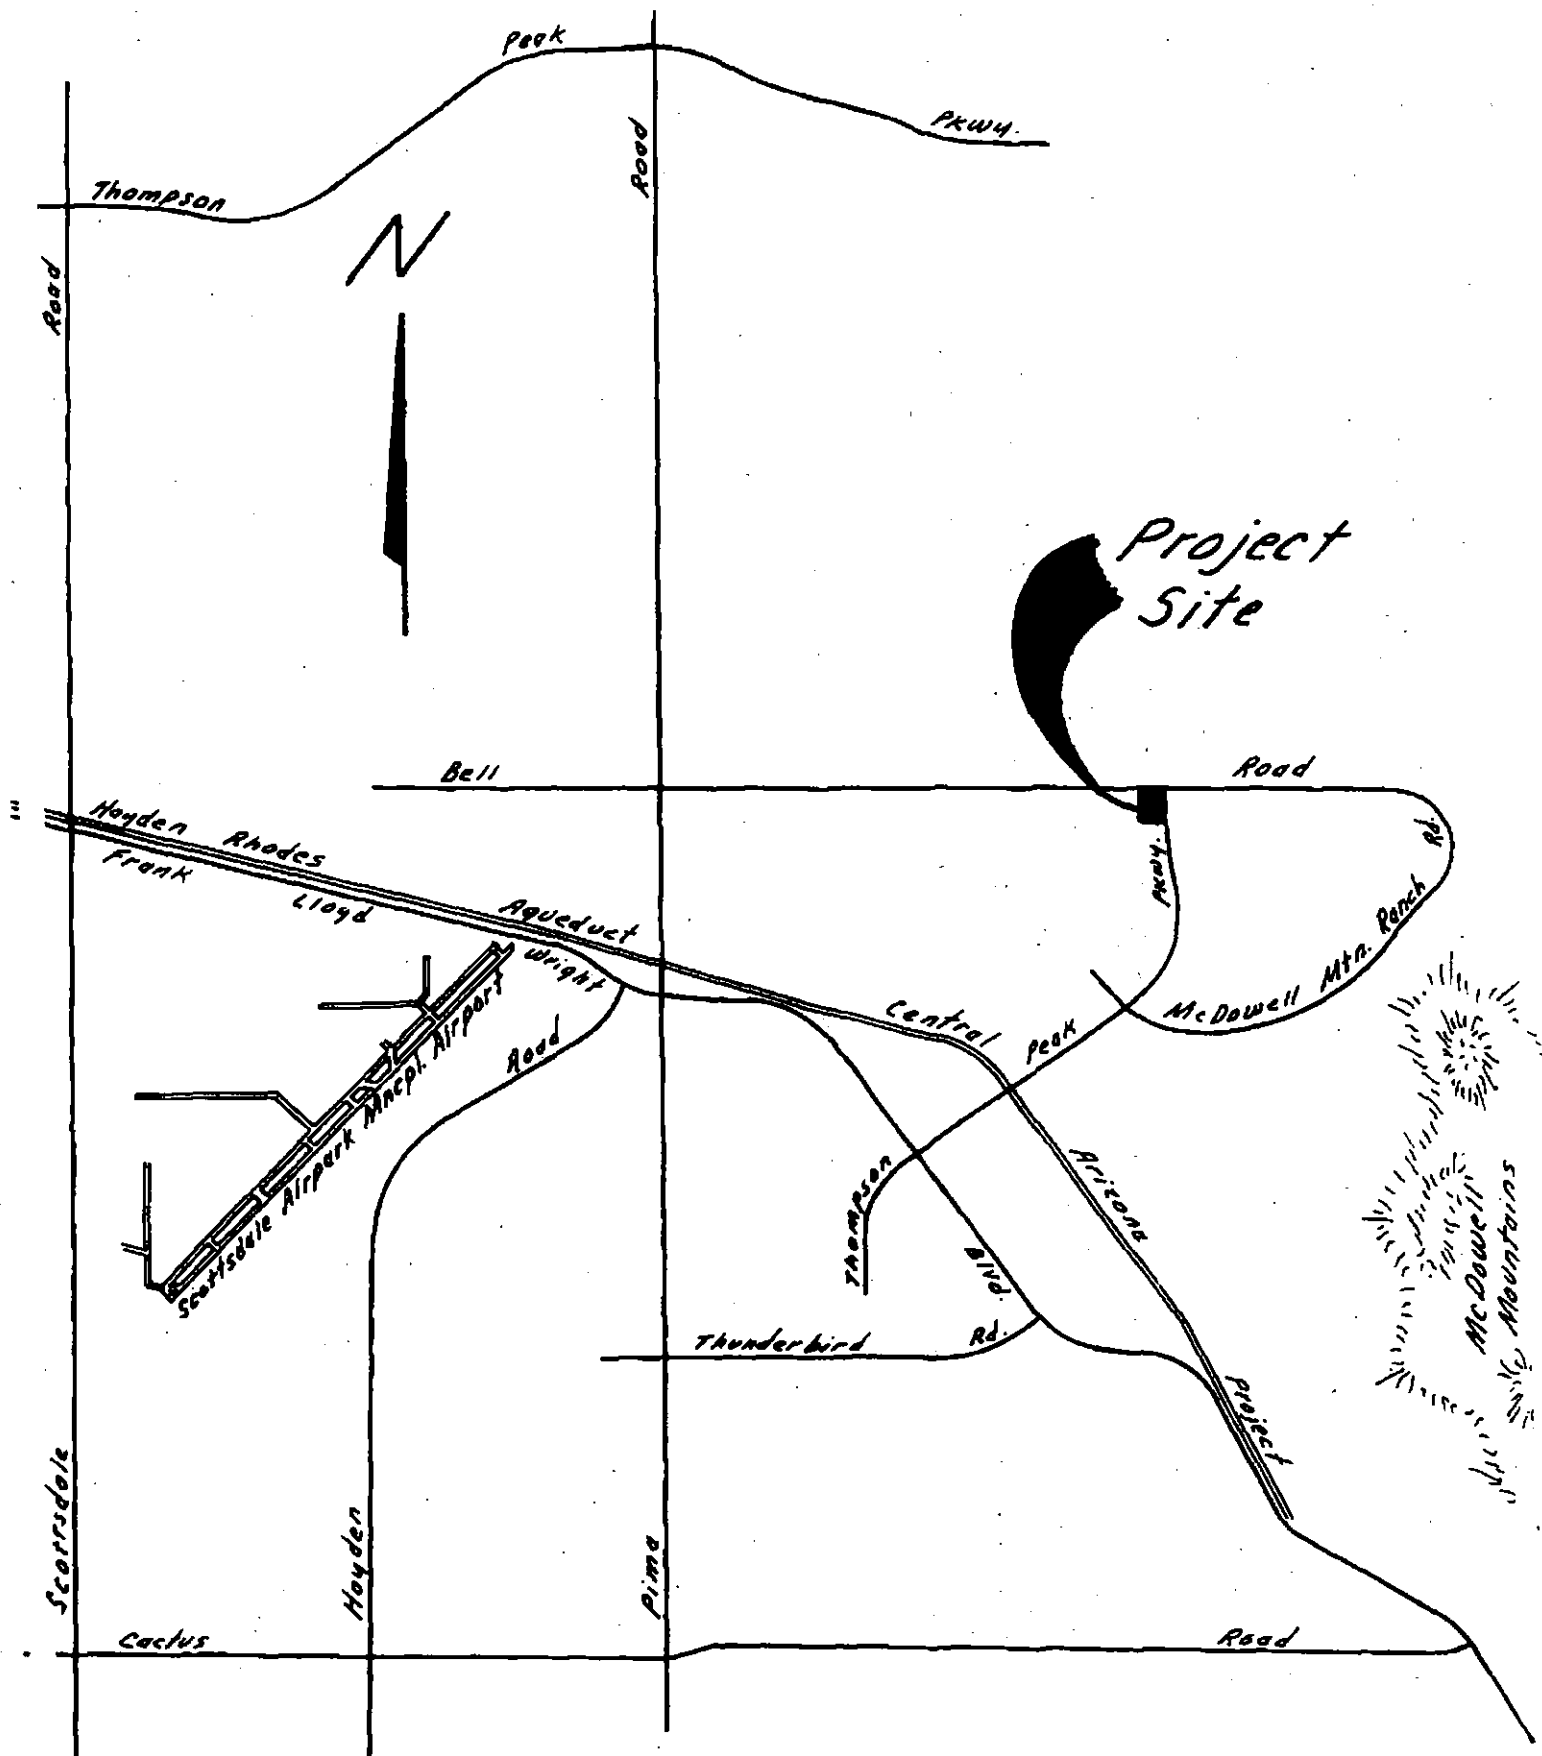 Peak
Pkwy.
Road
Thompson
Road
N
Project
Site
Bell
Road
Hayden
Rhodes
Frank
Lloyd
Aqueduct
Wright
Rd.
Pkwy.
Ranch
Mtn.
McDowell
Central
Peak
Road
Scottsdale Airpark Mncpl. Airport
Arizona
Thompson
Blvd.
McDowell
Mountains
Thunderbird
Rd.
Project
Scottsdale
Hayden
Pima
Cactus
Road